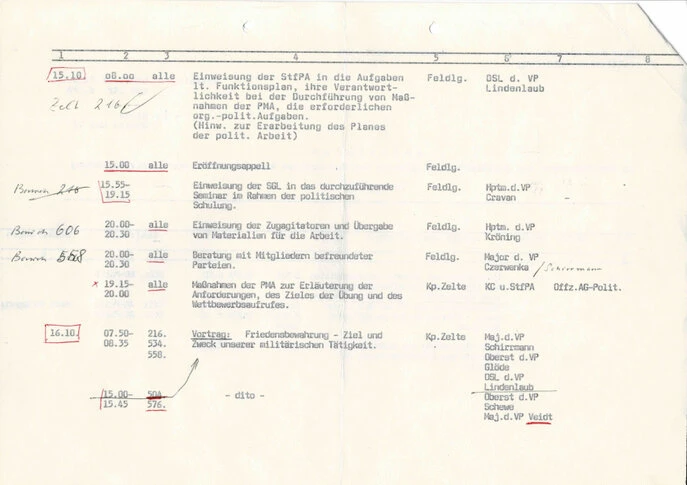 1 2 3 4 5 6 7 8
15.10. 08.00 alle Einweisung der StfPA in die Aufgaben Feldlg. OSL d. VP
lt. Funktionsplan, ihre Verantwort- Lindenlaub
lichkeit bei der Durchführung von Maß-
Zelt 216
nahmen der PMA, die erforderlichen
org.-polit.Aufgaben.
(Hinw. zur Erarbeitung des Planes
der polit. Arbeit)
15.00 alle Eröffnungsappell Feldlg.
216 15.55- Einweisung der SGL in das durchzuführende Feldlg. Hptm.d.VP
19.15 Seminar im Rahmen der politischen Cravan
Schulung.
606 20.00- alle Einweisung der Zugagitatoren und Übergabe Feldlg. Hptm. d. VP
20.30 von Materialien für die Arbeit. Kröning
558 20.00- alle Beratung mit Mitgliedern befreundeter Feldlg. Major d. VP
20.30 Parteien. Czerwenka / Schirrmann
x 19.15- alle Maßnahmen der PMA zur Erläuterung der Kp.Zelte KC u.StfPA Offz.AG-Polit.
20.00 Anforderungen, des Zieles der Übung und des
Wettbewerbsaufrufes.
16.10. 07.50- 216. Vortrag: Friedensbewahrung - Ziel und Kp.Zelte Maj.d.VP
08.35 534. Zweck unserer militärischen Tätigkeit. Schirrmann
558. Oberst d.VP
Glöde
OSL d.VP
Lindenlaub
15.00- 504. - dito - Oberst d.VP
15.45 576. Schewe
Maj.d.VP Veidt